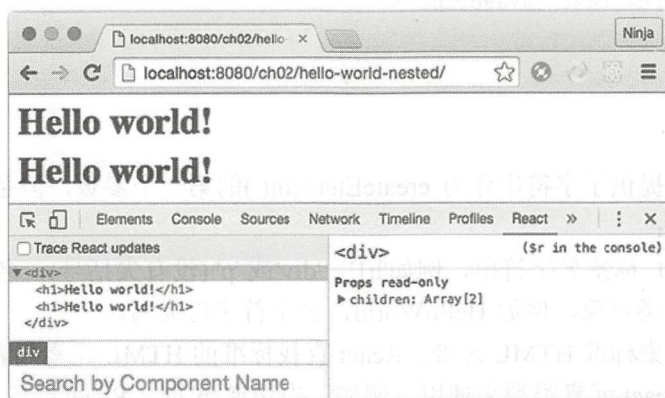 localhost:8080/ch02/hello- ×
Ninja
localhost:8080/ch02/hello-world-nested/
Hello world!
Hello world!
Elements Console Sources Network Timeline Profiles React » ⋮ ×
Trace React updates
▼<div>
<h1>Hello world!</h1>
<h1>Hello world!</h1>
</div>
div
Search by Component Name
<div> ($r in the console)
Props read-only
▶ children: Array[2]